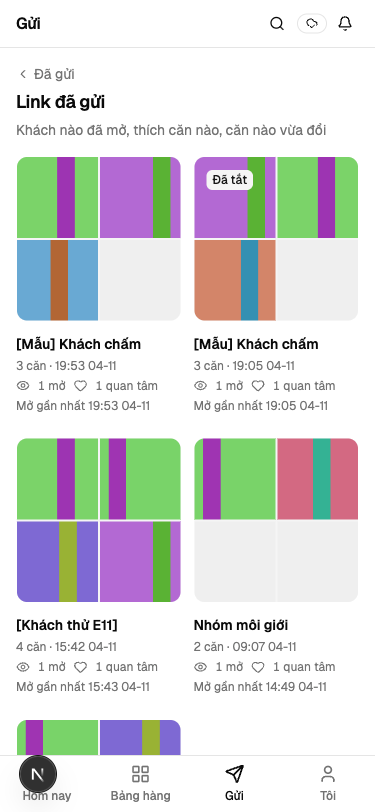 Gửi
Đã gửi
Link đã gửi
Khách nào đã mở, thích căn nào, căn nào vừa đổi
Đã tắt
[Mẫu] Khách chấm
3 căn · 19:53 04-11
1 mở 1 quan tâm
Mở gần nhất 19:53 04-11
[Mẫu] Khách chấm
3 căn · 19:05 04-11
1 mở 1 quan tâm
Mở gần nhất 19:05 04-11
[Khách thử E11]
4 căn · 15:42 04-11
1 mở 1 quan tâm
Mở gần nhất 15:43 04-11
Nhóm môi giới
2 căn · 09:07 04-11
1 mở 1 quan tâm
Mở gần nhất 14:49 04-11
N
Hôm nay
Bảng hàng
Gửi
Tôi